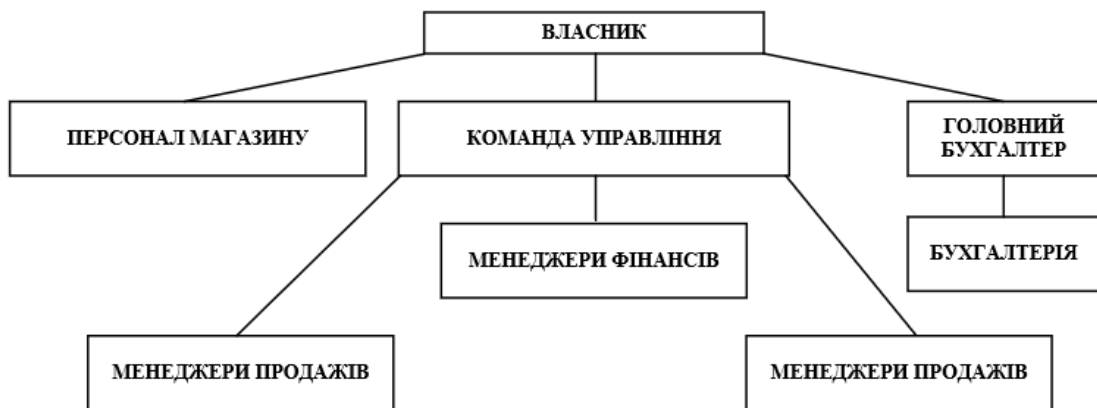 ВЛАСНИК
ПЕРСОНАЛ МАГАЗИНУ
КОМАНДА УПРАВЛІННЯ
ГОЛОВНИЙ
БУХГАЛТЕР
МЕНЕДЖЕРИ ФІНАНСІВ
БУХГАЛТЕРІЯ
МЕНЕДЖЕРИ ПРОДАЖІВ
МЕНЕДЖЕРИ ПРОДАЖІВ